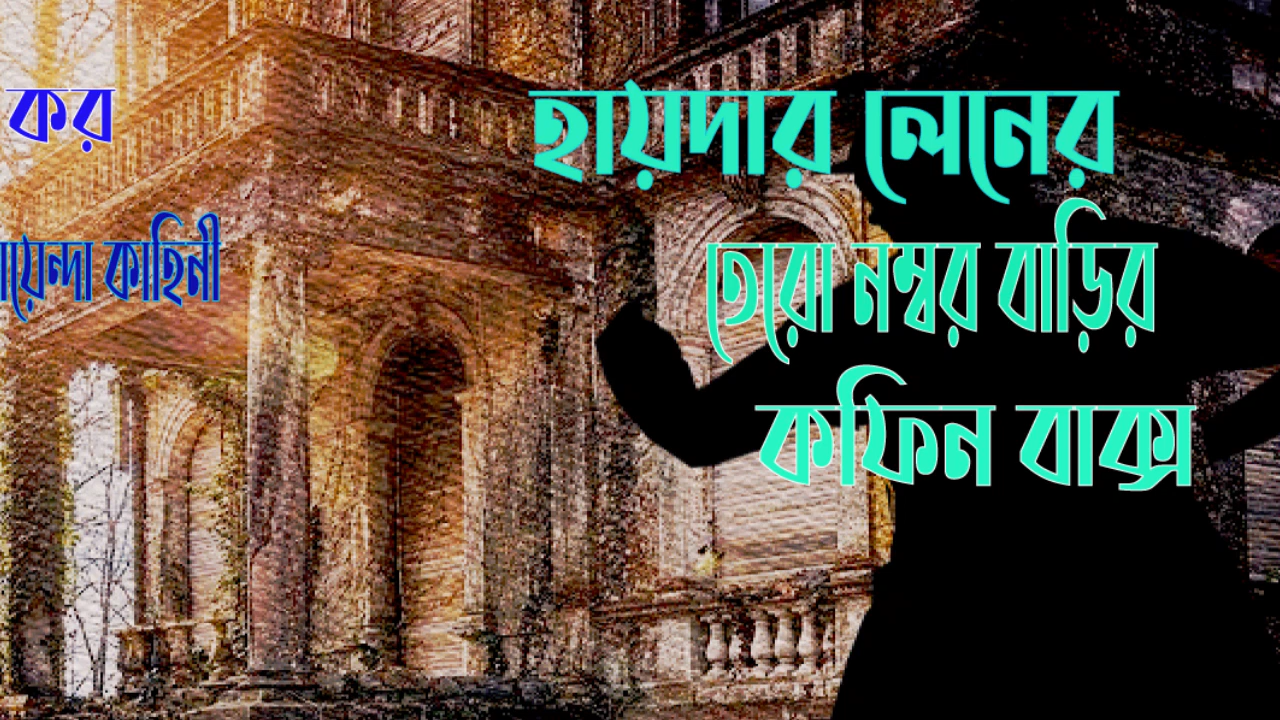 কর
হায়দার লেনের
য়েন্দা কাহিনী
তেরো নম্বর বাড়ির
কফিন বাক্স